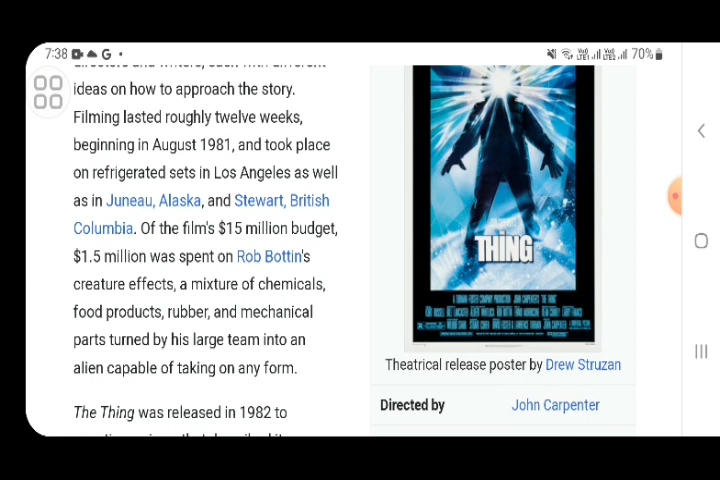 7:38
70%
ideas on how to approach the story.
Filming lasted roughly twelve weeks,
beginning in August 1981, and took place
on refrigerated sets in Los Angeles as well
as in Juneau, Alaska, and Stewart, British
Columbia. Of the film's $15 million budget,
$1.5 million was spent on Rob Bottin's
creature effects, a mixture of chemicals,
food products, rubber, and mechanical
parts turned by his large team into an
alien capable of taking on any form.
The Thing was released in 1982 to
THE
THING
Theatrical release poster by Drew Struzan
Directed by John Carpenter